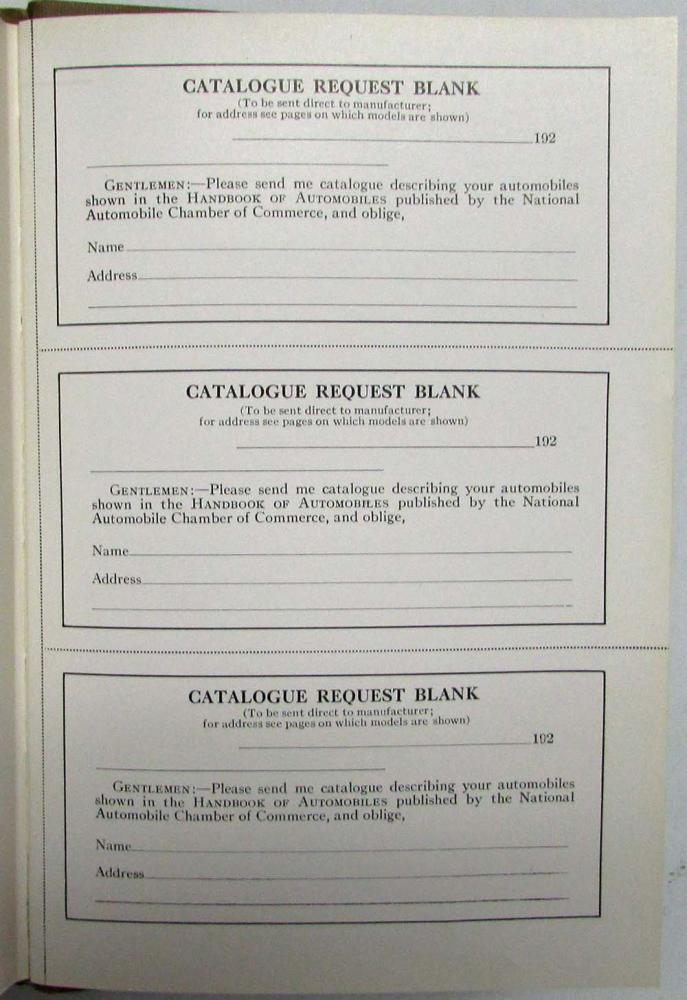 CATALOGUE REQUEST BLANK
(To be sent direct to manufacturer;
for address see pages on which models are shown)
192
GENTLEMEN:—Please send me catalogue describing your automobiles
shown in the HANDBOOK OF AUTOMOBILES published by the National
Automobile Chamber of Commerce, and oblige,
Name
Address
CATALOGUE REQUEST BLANK
(To be sent direct to manufacturer;
for address see pages on which models are shown)
192
GENTLEMEN:—Please send me catalogue describing your automobiles
shown in the HANDBOOK OF AUTOMOBILES published by the National
Automobile Chamber of Commerce, and oblige,
Name
Address
CATALOGUE REQUEST BLANK
(To be sent direct to manufacturer;
for address see pages on which models are shown)
192
GENTLEMEN:—Please send me catalogue describing your automobiles
shown in the HANDBOOK OF AUTOMOBILES published by the National
Automobile Chamber of Commerce, and oblige,
Name
Address